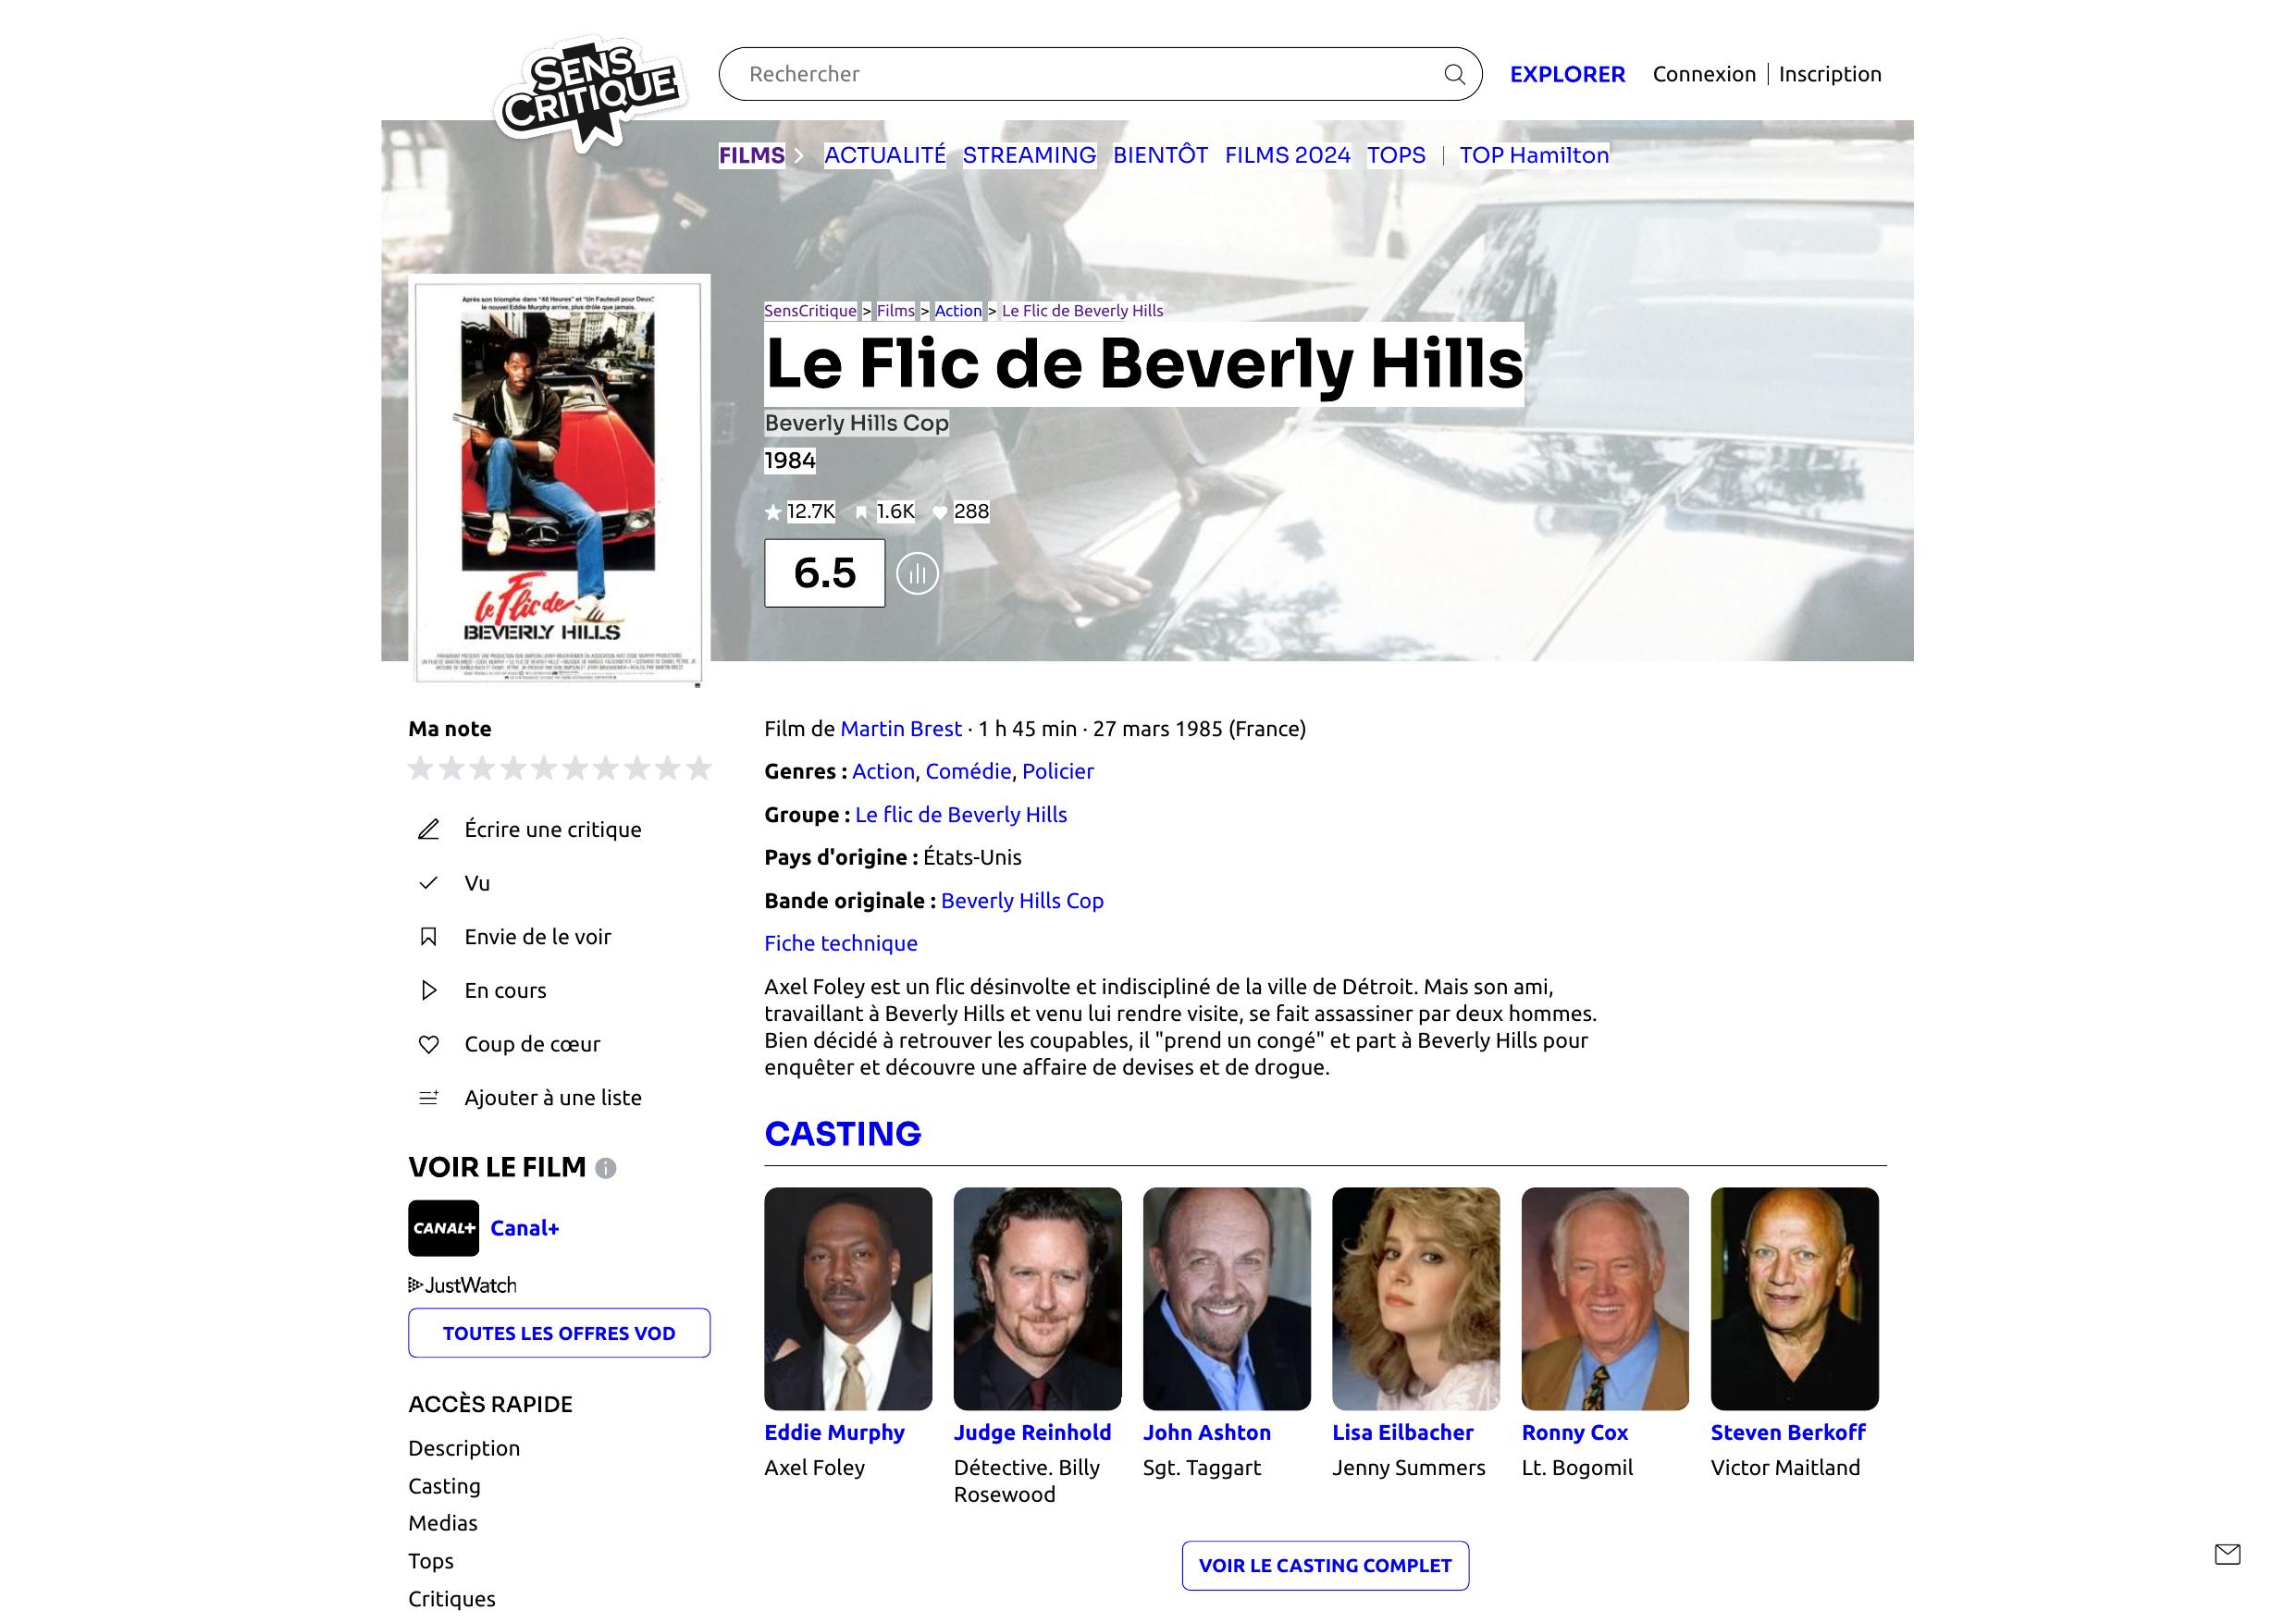 SENS
CRITIQUE
Rechercher
EXPLORER
Connexion
Inscription
FILMS
ACTUALITÉ
STREAMING
BIENTÔT
FILMS 2024
TOPS
TOP Hamilton
Après son triomphe dans "48 Heures" et "Un Fauteuil pour Deux",
le nouvel Eddie Murphy arrive, plus drôle que jamais.
le Flic de
BEVERLY HILLS
SensCritique > Films > Action > Le Flic de Beverly Hills
Le Flic de Beverly Hills
Beverly Hills Cop
1984
12.7K
1.6K
288
6.5
Ma note
Écrire une critique
Vu
Envie de le voir
En cours
Coup de cœur
Ajouter à une liste
VOIR LE FILM
CANAL+
Canal+
JustWatch
TOUTES LES OFFRES VOD
ACCÈS RAPIDE
Description
Casting
Medias
Tops
Critiques
Film de Martin Brest · 1 h 45 min · 27 mars 1985 (France)
Genres : Action, Comédie, Policier
Groupe : Le flic de Beverly Hills
Pays d'origine : États-Unis
Bande originale : Beverly Hills Cop
Fiche technique
Axel Foley est un flic désinvolte et indiscipliné de la ville de Détroit. Mais son ami,
travaillant à Beverly Hills et venu lui rendre visite, se fait assassiner par deux hommes.
Bien décidé à retrouver les coupables, il "prend un congé" et part à Beverly Hills pour
enquêter et découvre une affaire de devises et de drogue.
CASTING
Eddie Murphy
Axel Foley
Judge Reinhold
Détective. Billy
Rosewood
John Ashton
Sgt. Taggart
Lisa Eilbacher
Jenny Summers
Ronny Cox
Lt. Bogomil
Steven Berkoff
Victor Maitland
VOIR LE CASTING COMPLET